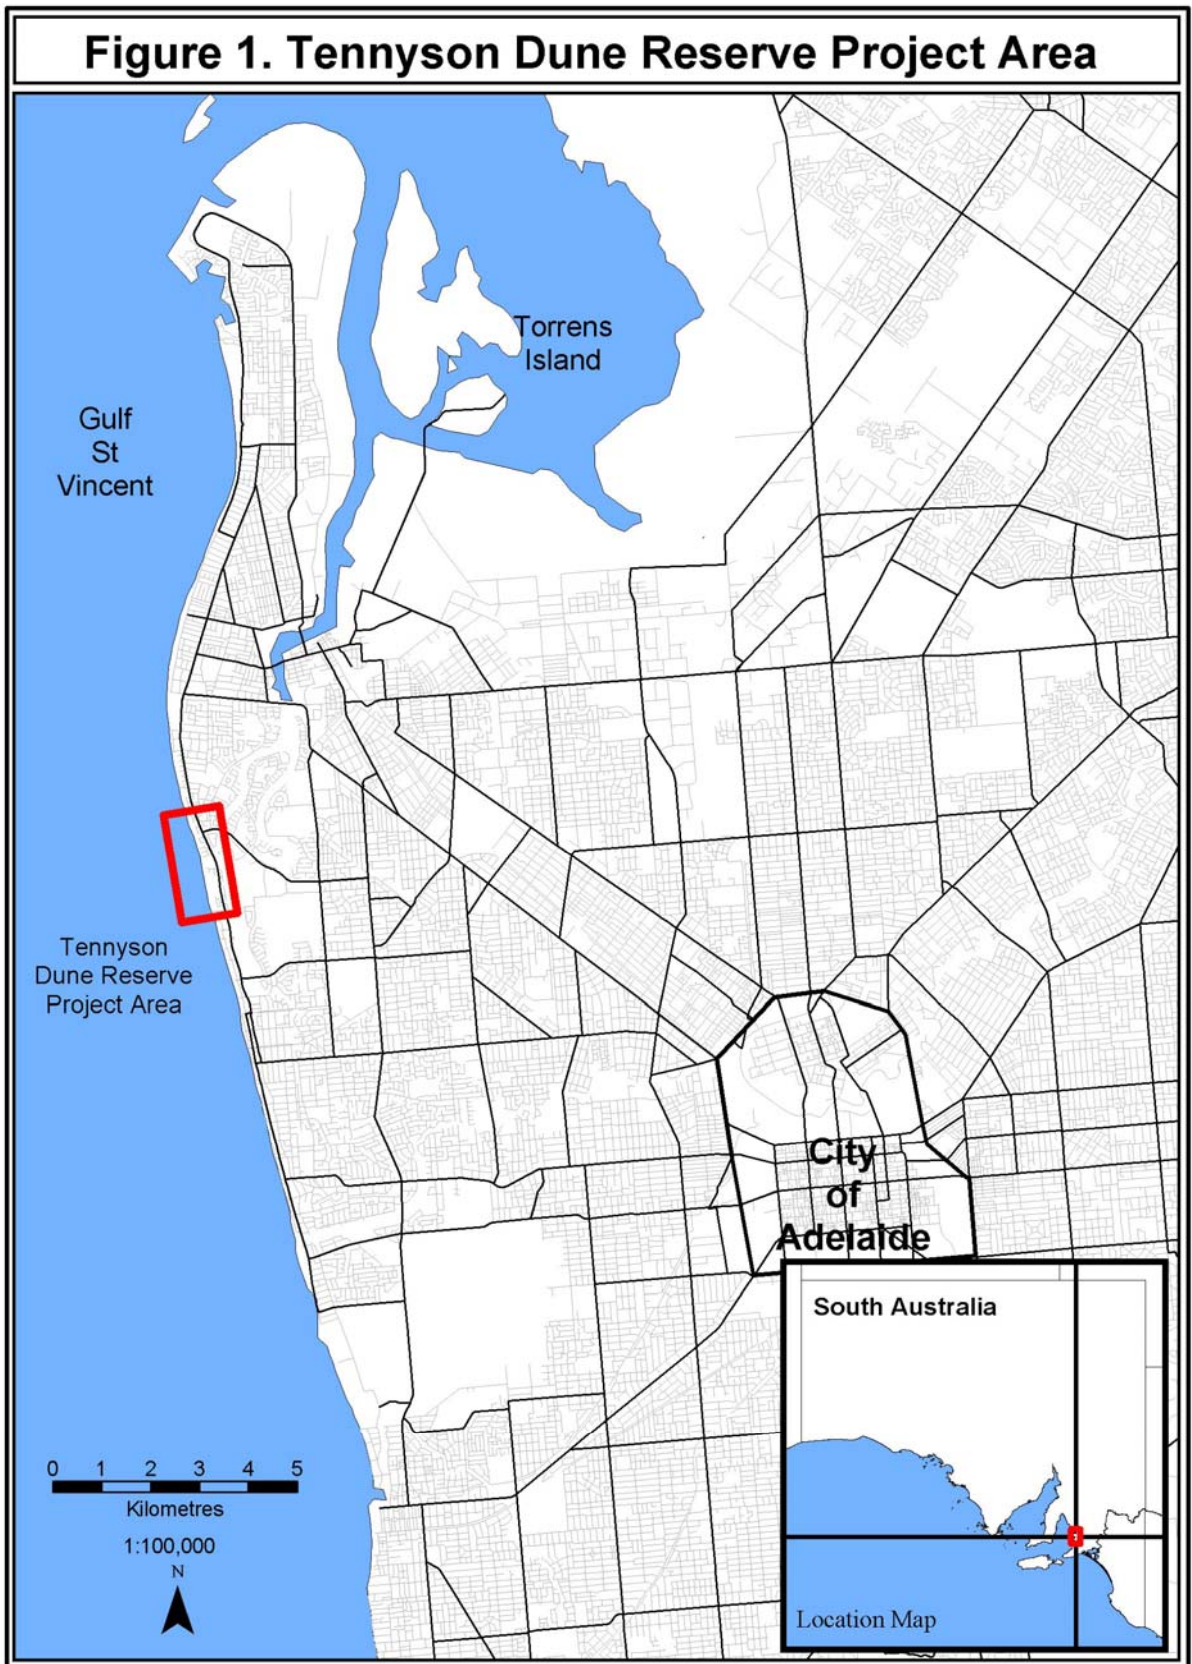 Figure 1. Tennyson Dune Reserve Project Area
Torrens
Island
Gulf
St
Vincent
Tennyson
Dune Reserve
Project Area
City
of
Adelaide
South Australia
Location Map
0 1 2 3 4 5
Kilometres
1:100,000
N